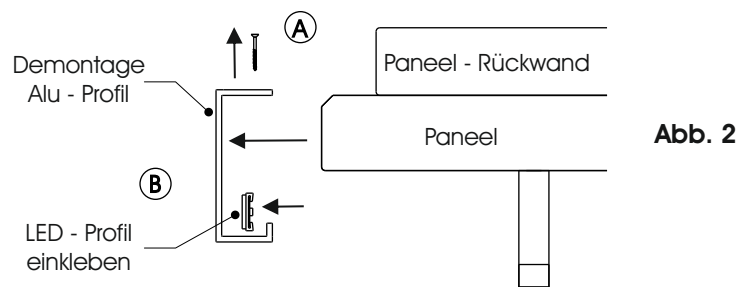 A
Demontage
Alu - Profil
Paneel - Rückwand
Paneel
Abb. 2
B
LED - Profil
einkleben